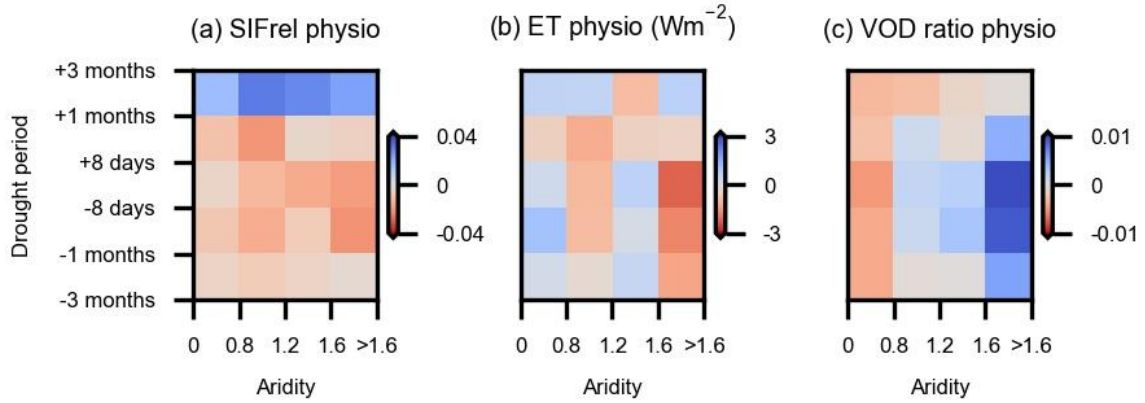 (a) SIFrel physio
(b) ET physio (Wm⁻²)
(c) VOD ratio physio
Drought period
+3 months
+1 months
+8 days
-8 days
-1 months
-3 months
0.04
0
-0.04
3
0
-3
0.01
0
-0.01
0 0.8 1.2 1.6 >1.6
0 0.8 1.2 1.6 >1.6
0 0.8 1.2 1.6 >1.6
Aridity
Aridity
Aridity